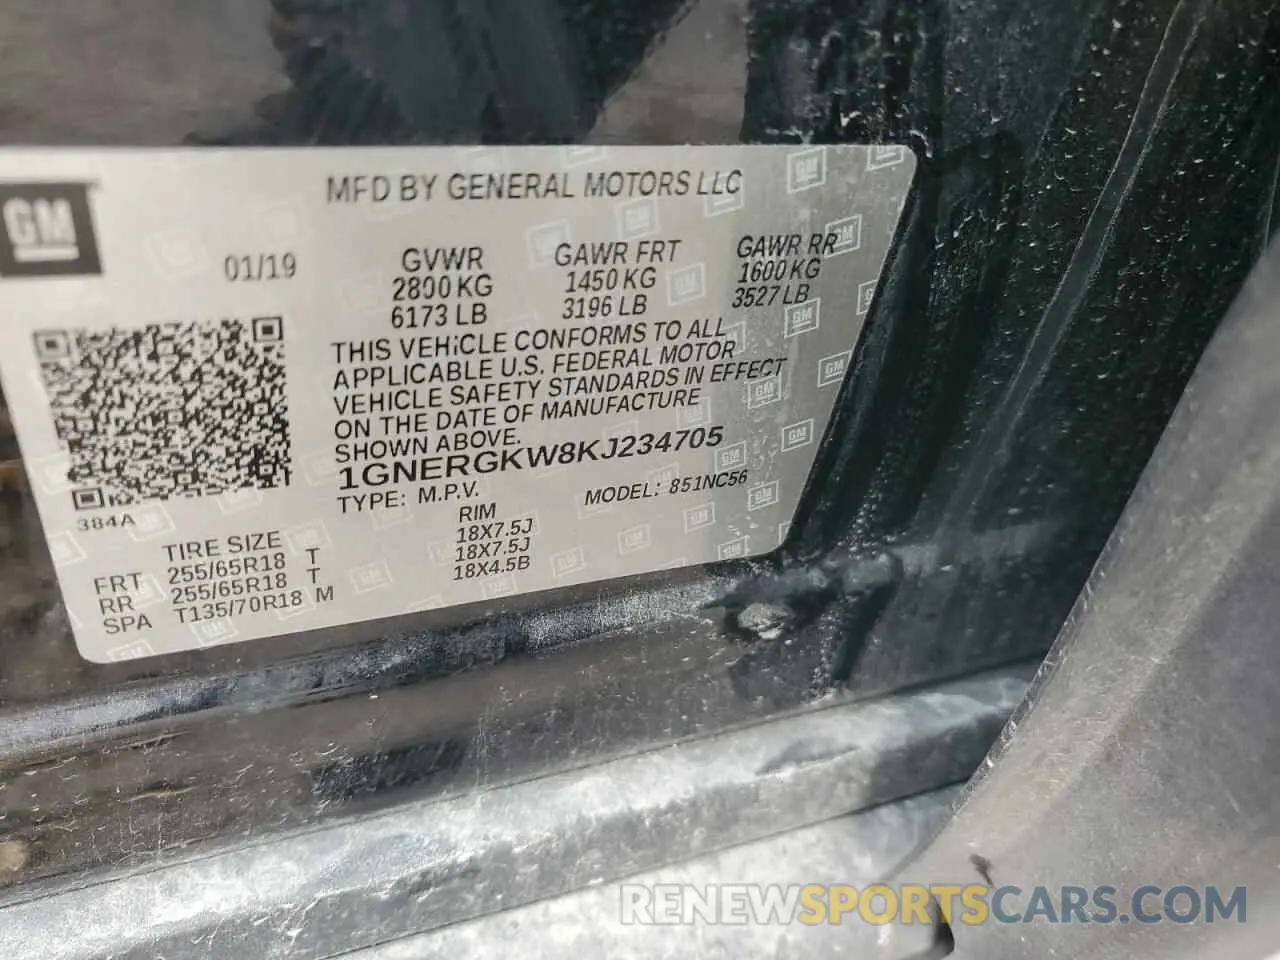 MFD BY GENERAL MOTORS LLC
GM
01/19
GVWR
2800 KG
6173 LB
GAWR FRT
1450 KG
3196 LB
GAWR RR
1600 KG
3527 LB
THIS VEHICLE CONFORMS TO ALL
APPLICABLE U.S. FEDERAL MOTOR
VEHICLE SAFETY STANDARDS IN EFFECT
ON THE DATE OF MANUFACTURE
SHOWN ABOVE.
1GNERGKW8KJ234705
TYPE: M.P.V. MODEL: 851NC56
384A
TIRE SIZE RIM
FRT 255/65R18 T 18X7.5J
RR 255/65R18 T 18X7.5J
SPA T135/70R18 M 18X4.5B
RENEWSPORTSCARS.COM